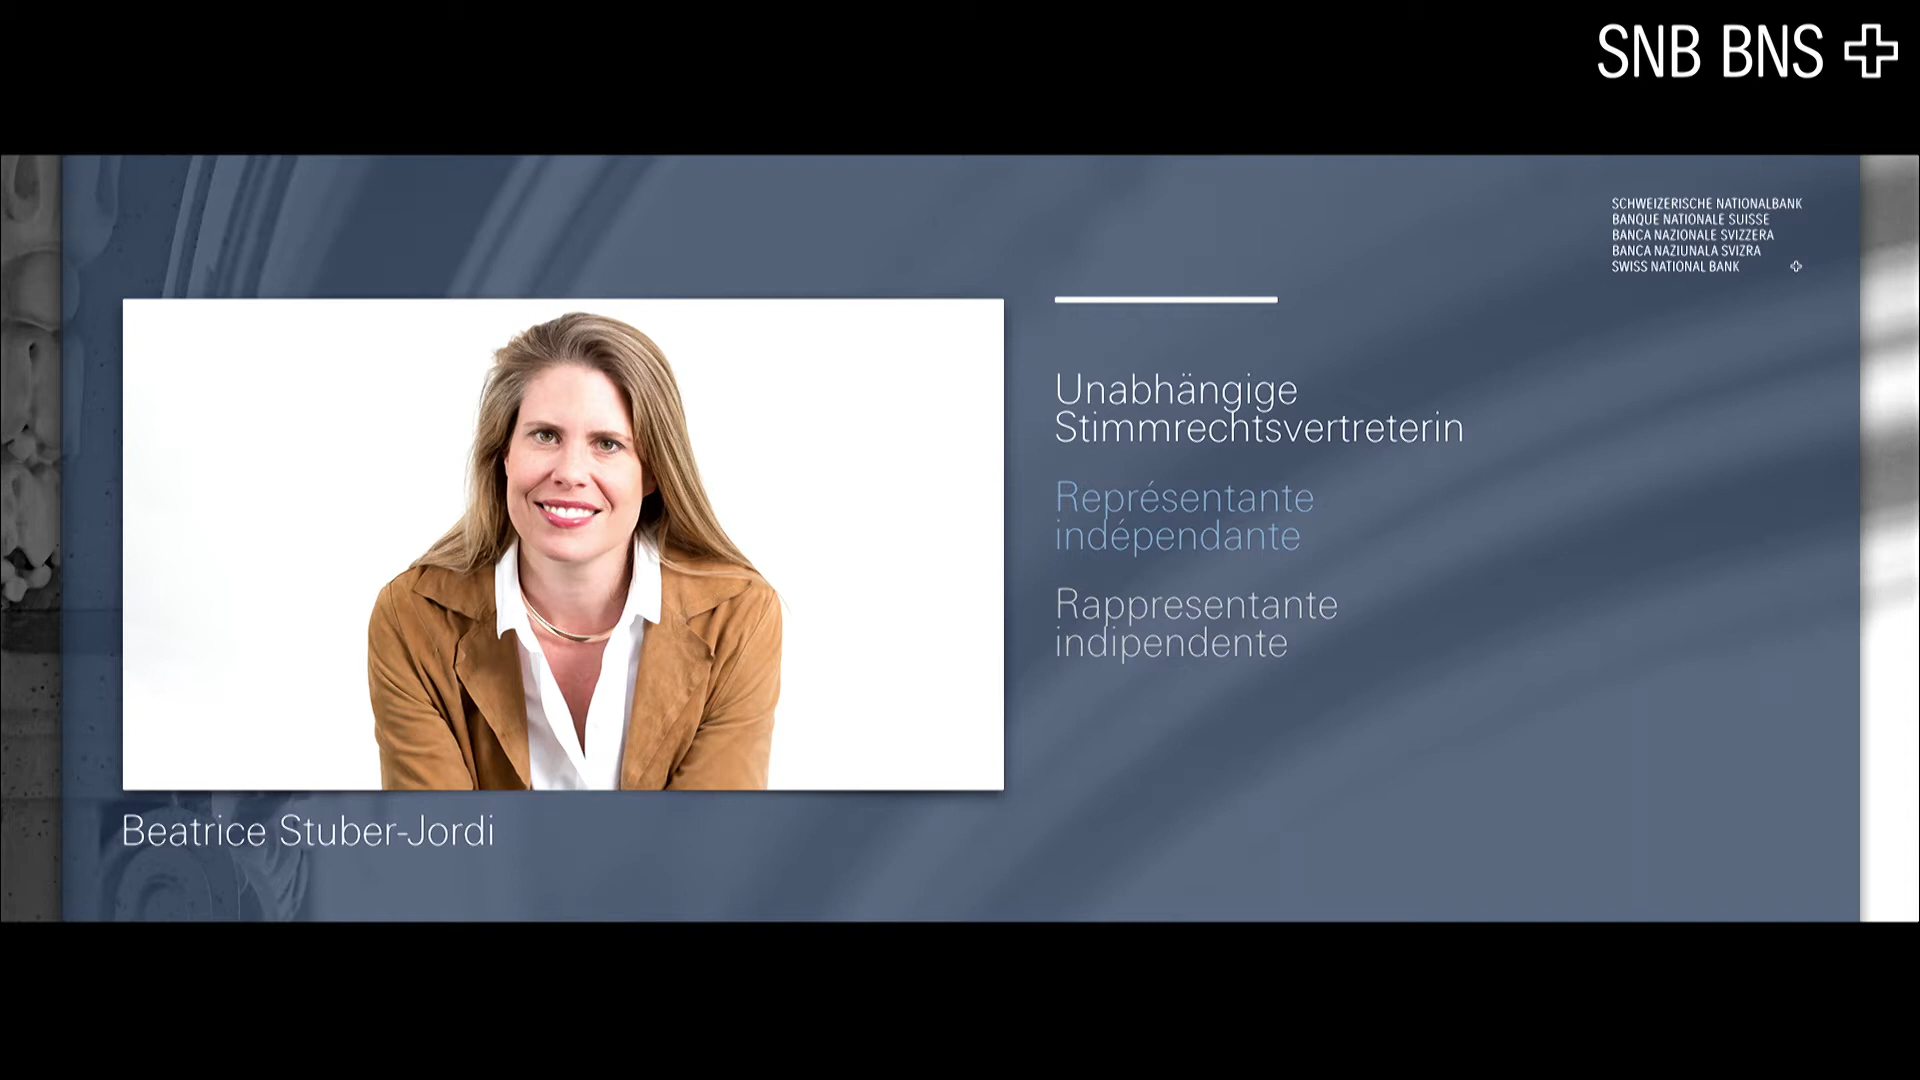 SNB BNS
SCHWEIZERISCHE NATIONALBANK
BANQUE NATIONALE SUISSE
BANCA NAZIONALE SVIZZERA
BANCA NAZIUNALA SVIZRA
SWISS NATIONAL BANK
Unabhängige
Stimmrechtsvertreterin
Représentante
indépendante
Rappresentante
indipendente
Beatrice Stuber-Jordi